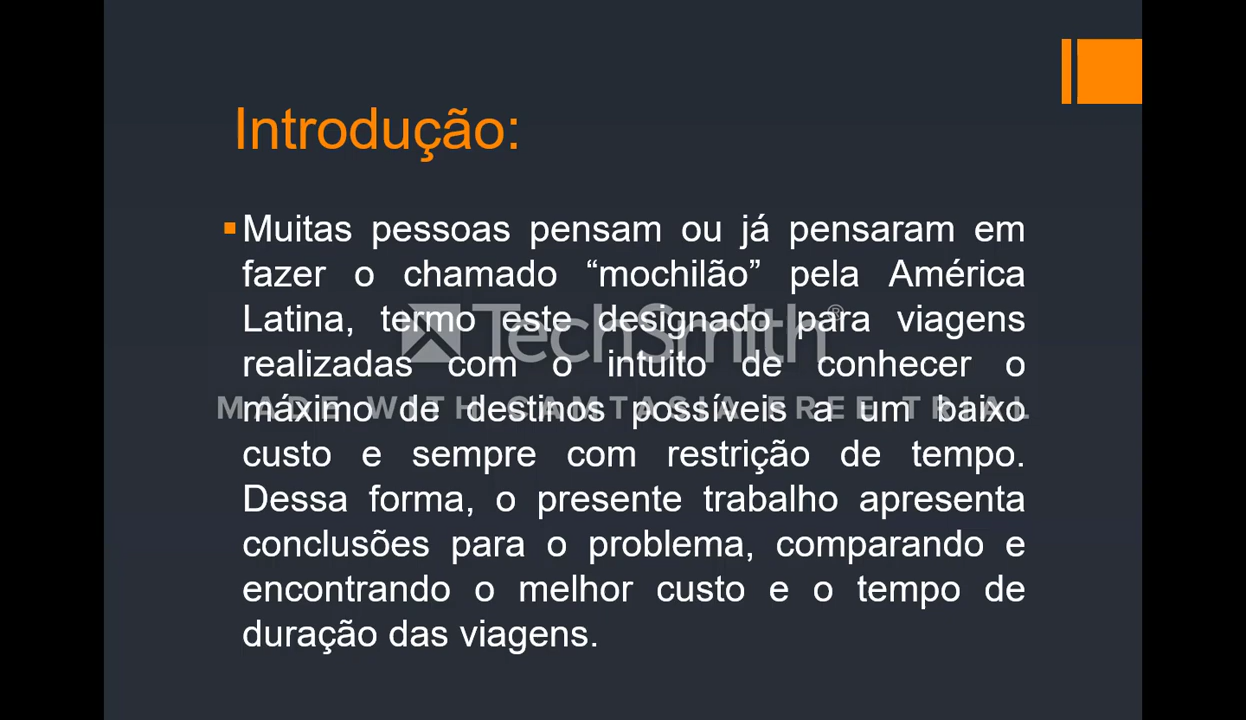 Introdução:
Muitas pessoas pensam ou já pensaram em
fazer o chamado “mochilão” pela América
Latina, termo este designado para viagens
TechSmith®
realizadas com o intuito de conhecer o
máximo de destinos possíveis a um baixo
MADE WITH CAMTASIA FREE TRIAL
custo e sempre com restrição de tempo.
Dessa forma, o presente trabalho apresenta
conclusões para o problema, comparando e
encontrando o melhor custo e o tempo de
duração das viagens.